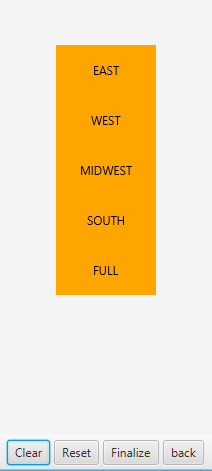 EAST
WEST
MIDWEST
SOUTH
FULL
Clear Reset Finalize back